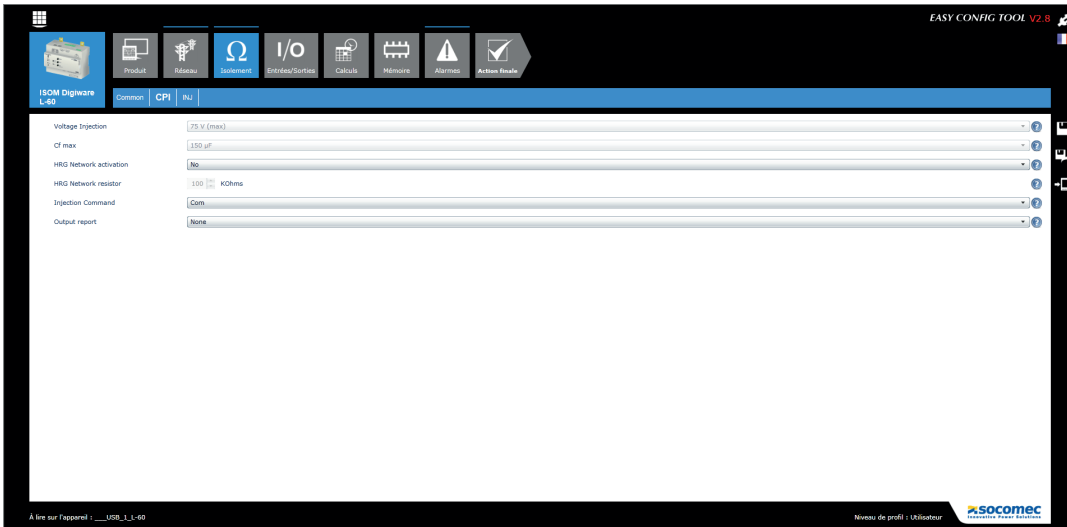 EASY CONFIG TOOL V2.8
Produit
Réseau
Ω
Isolement
I/O
Entrées/Sorties
Calculs
Mémoire
Alarmes
Action finale
ISOM Digiware
L-60
Common CPI INJ
Voltage Injection 75 V (max) ?
Cf max 150 µF ?
HRG Network activation No ?
HRG Network resistor 100 KOhms ?
Injection Command Com ?
Output report None ?
À lire sur l'appareil : ___USB_1_L-60
Niveau de profil : Utilisateur
socomec
Innovative Power Solutions